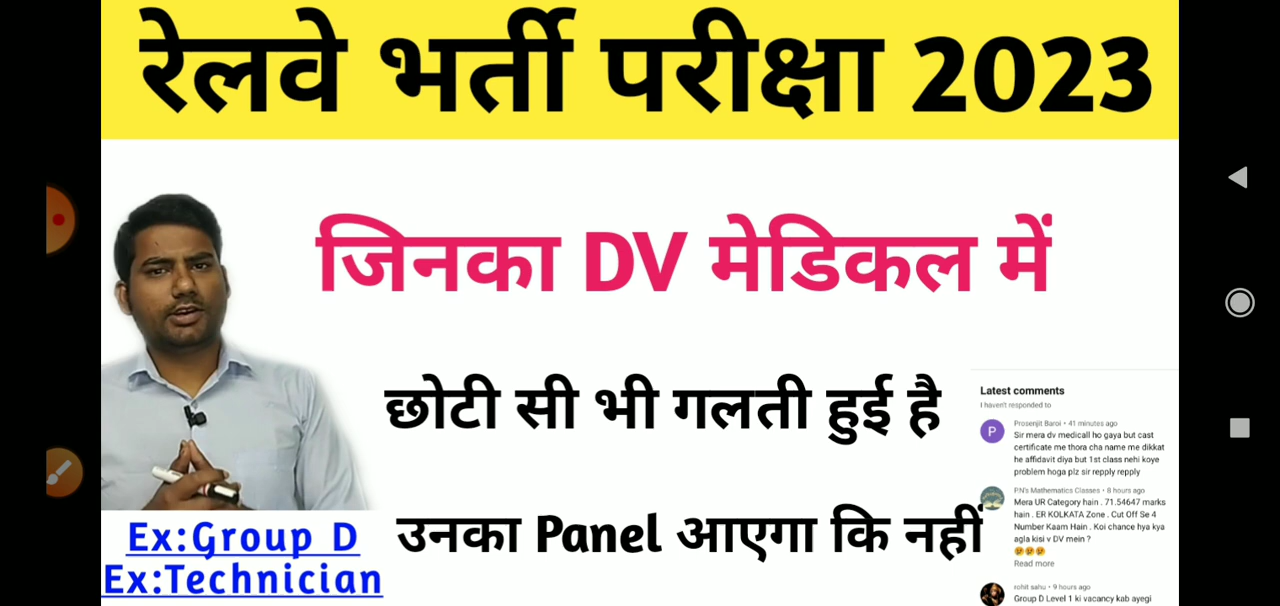 रेलवे भर्ती परीक्षा 2023
जिनका DV मेडिकल में
छोटी सी भी गलती हुई है
उनका Panel आएगा कि नहीं
Ex:Group D
Ex:Technician
Latest comments
I haven't responded to
P
Prosenjit Baroi • 41 minutes ago
Sir mera dv medicall ho gaya but cast
certificate me thora cha name me dikkat
he affidavit diya but 1st class nehi koye
problem hoga plz sir repply repply
P.N's Mathematics Classes • 8 hours ago
Mera UR Category hain . 71.54647 marks
hain . ER KOLKATA Zone . Cut Off Se 4
Number Kaam Hain . Koi chance hya kya
agla kisi v DV mein ?
Read more
rohit sahu • 9 hours ago
Group D Level 1 ki vacancy kab ayegi